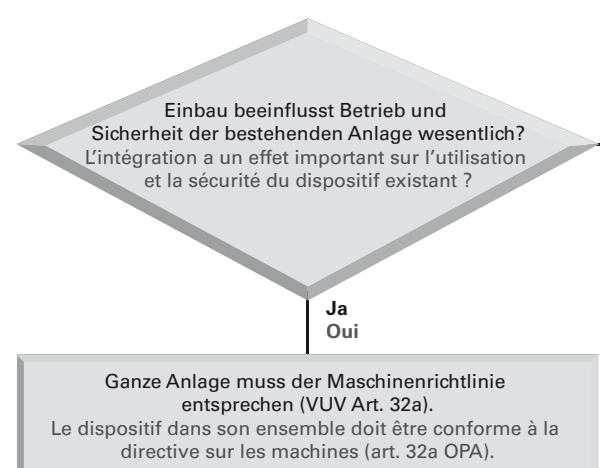 Einbau beeinflusst Betrieb und
Sicherheit der bestehenden Anlage wesentlich?
L’intégration a un effet important sur l’utilisation
et la sécurité du dispositif existant ?
Ja
Oui
Ganze Anlage muss der Maschinenrichtlinie
entsprechen (VUV Art. 32a).
Le dispositif dans son ensemble doit être conforme à la
directive sur les machines (art. 32a OPA).